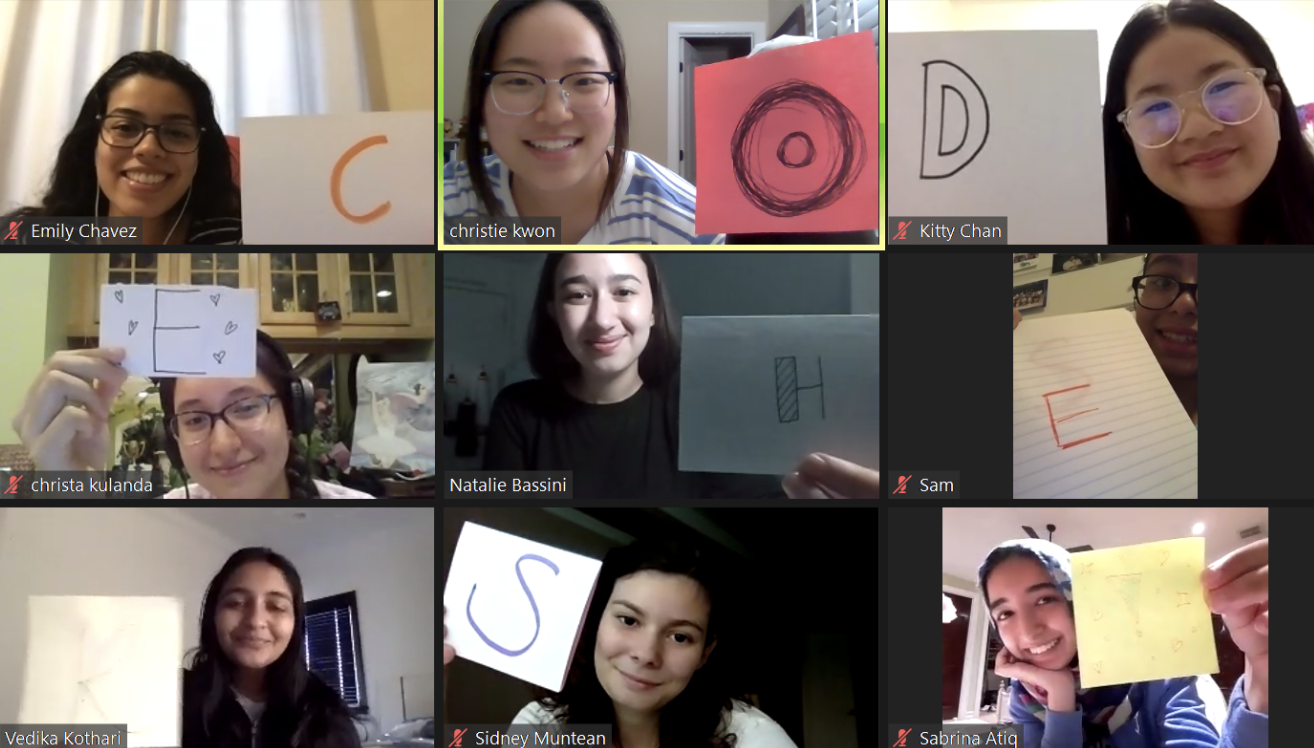 C
Emily Chavez
O
christie kwon
D
Kitty Chan
E
christa kulanda
H
Natalie Bassini
E
Sam
K
Vedika Kothari
S
Sidney Muntean
Sabrina Atiq